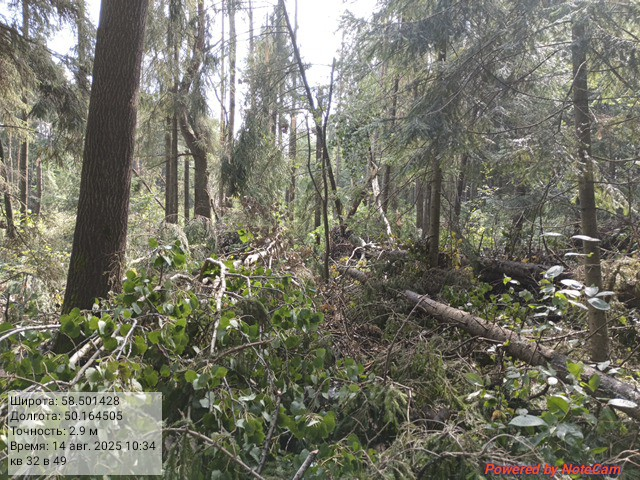 Широта: 58.501428
Долгота: 50.164505
Точность: 2.9 м
Время: 14 авг. 2025 10:34
кв 32 в 49
Powered by NoteCam